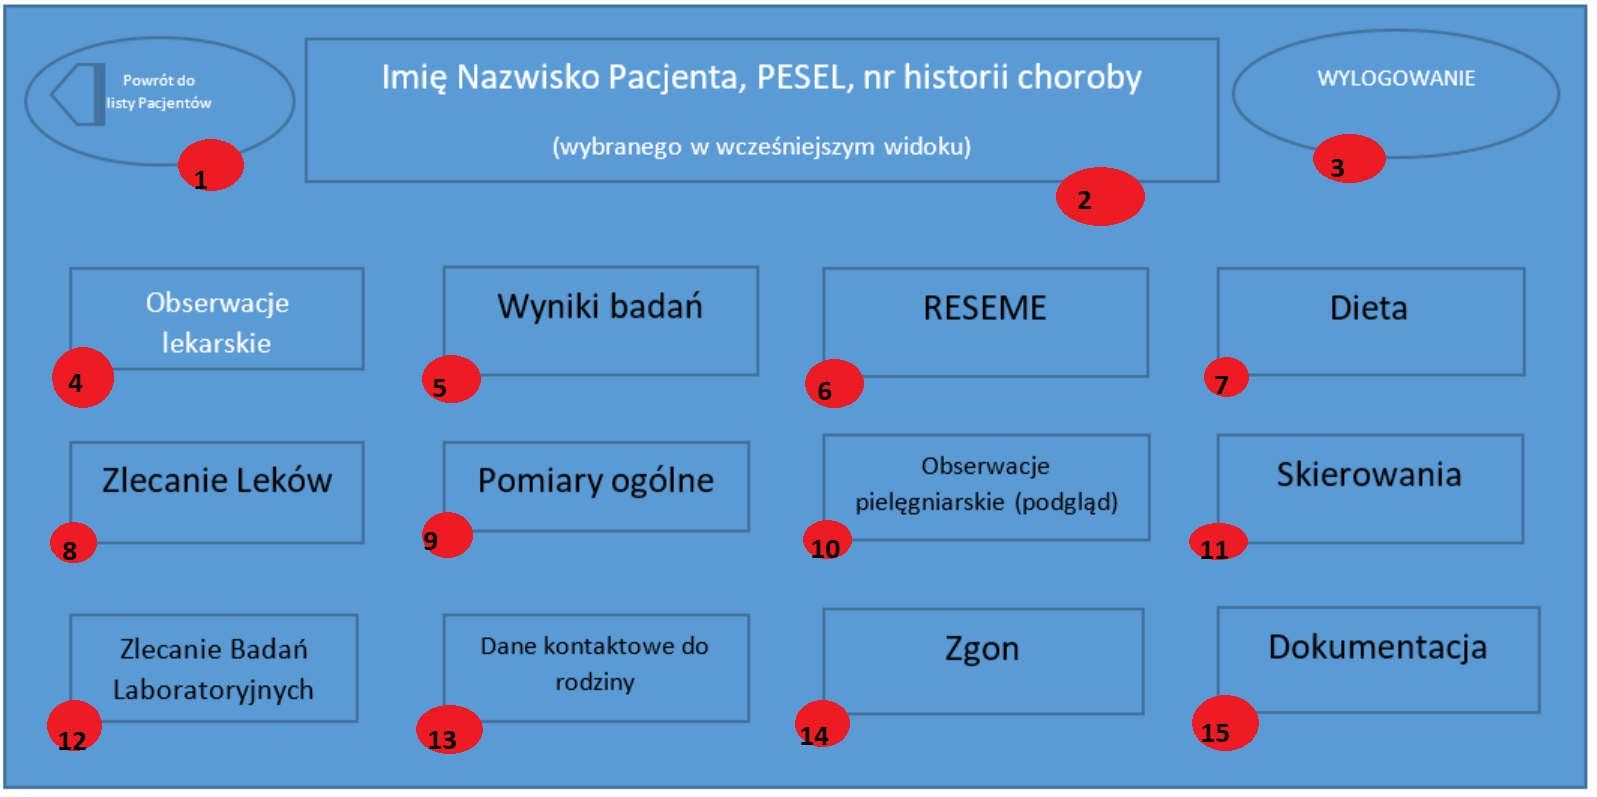 Powrót do
listy Pacjentów
1
Imię Nazwisko Pacjenta, PESEL, nr historii choroby
(wybranego w wcześniejszym widoku)
2
WYLOGOWANIE
3
Obserwacje
lekarskie
4
Wyniki badań
5
RESEME
6
Dieta
7
Zlecanie Leków
8
Pomiary ogólne
9
Obserwacje
pielęgniarskie (podgląd)
10
Skierowania
11
Zlecanie Badań
Laboratoryjnych
12
Dane kontaktowe do
rodziny
13
Zgon
14
Dokumentacja
15